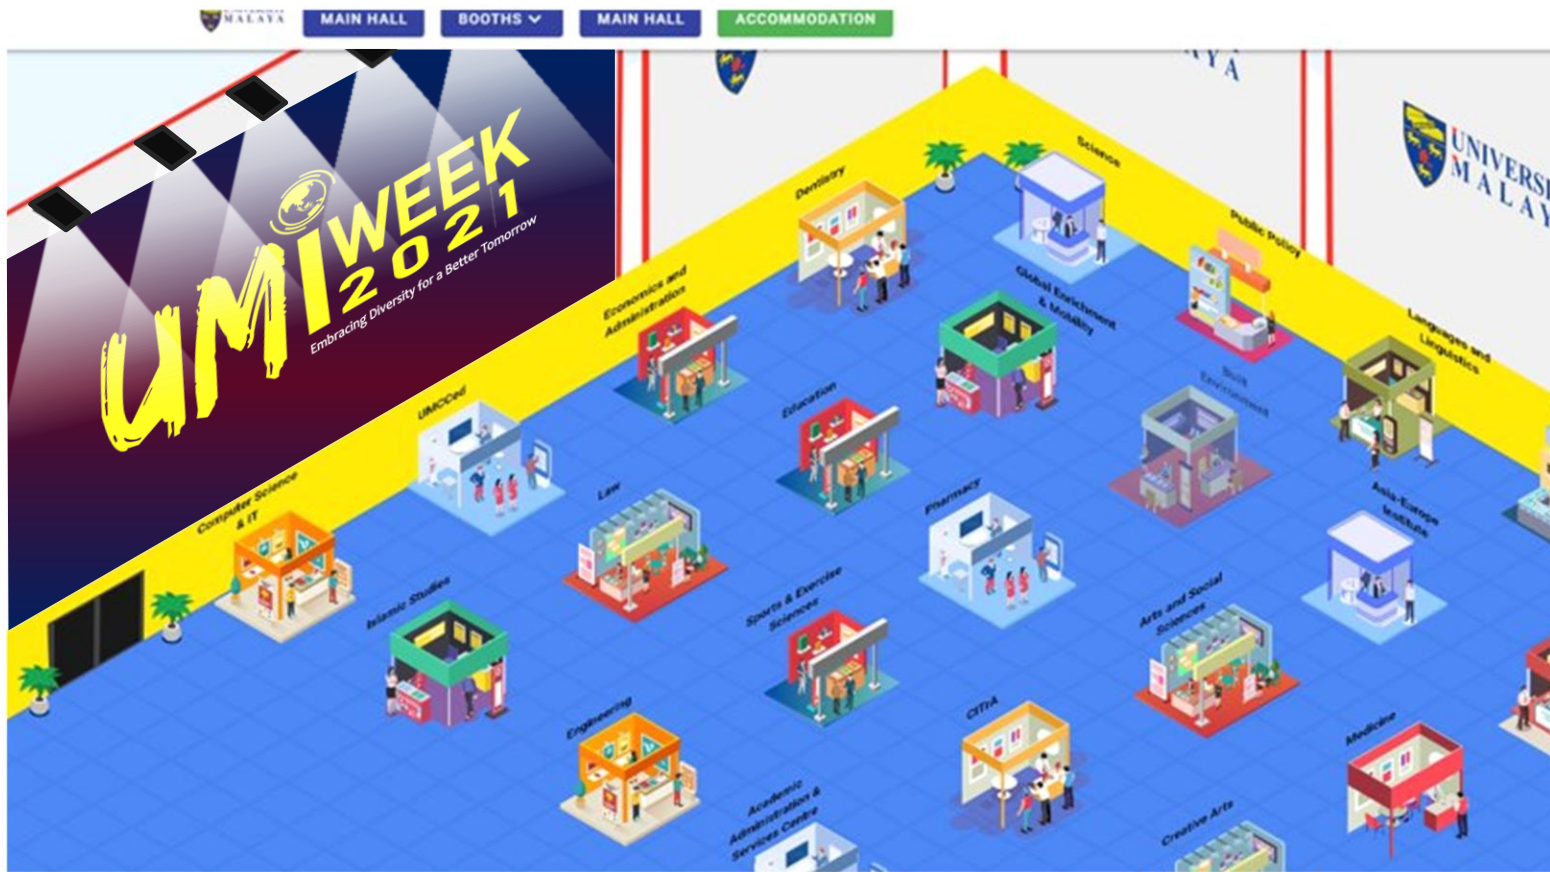 MALAYA
MAIN HALL
BOOTHS
MAIN HALL
ACCOMMODATION
UMI WEEK
2021
Embracing Diversity for a Better Tomorrow
AYA
UNIVERSI
MALAY
Science
Dentistry
Public Policy
Economics and
Administration
Global Enrichment
& Mobility
Languages and
Linguistics
Built
Environment
UMCCed
Education
Computer Science
& IT
Law
Pharmacy
Asia-Europe
Institute
Islamic Studies
Sports & Exercise
Sciences
Arts and Social
Sciences
Engineering
CITrA
Medicine
Academic
Administration &
Services Centre
Creative Arts